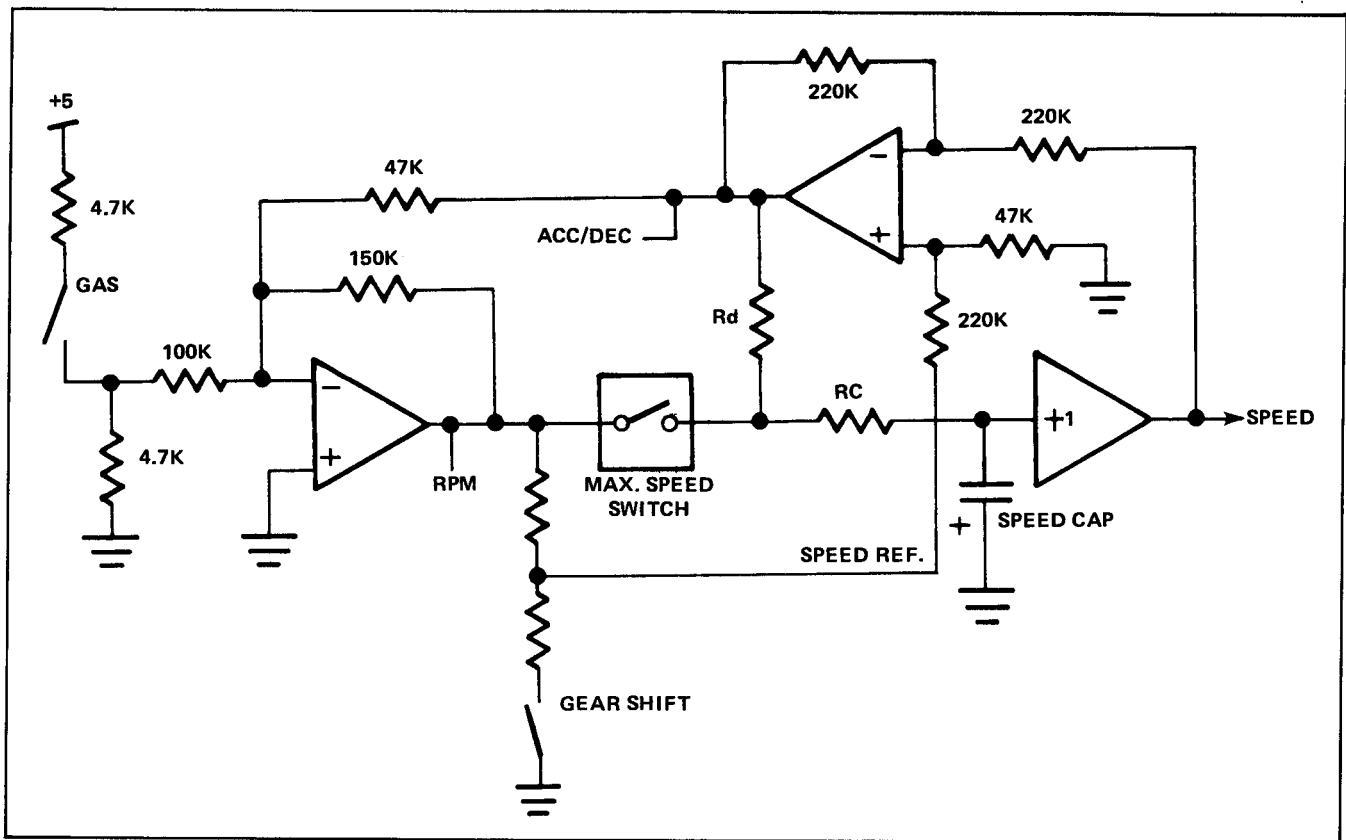 +5
4.7K
GAS
100K
4.7K
47K
150K
ACC/DEC
−
+
RPM
220K
220K
−
+
47K
220K
Rd
RC
MAX. SPEED
SWITCH
+1
SPEED
+
SPEED CAP
SPEED REF.
GEAR SHIFT